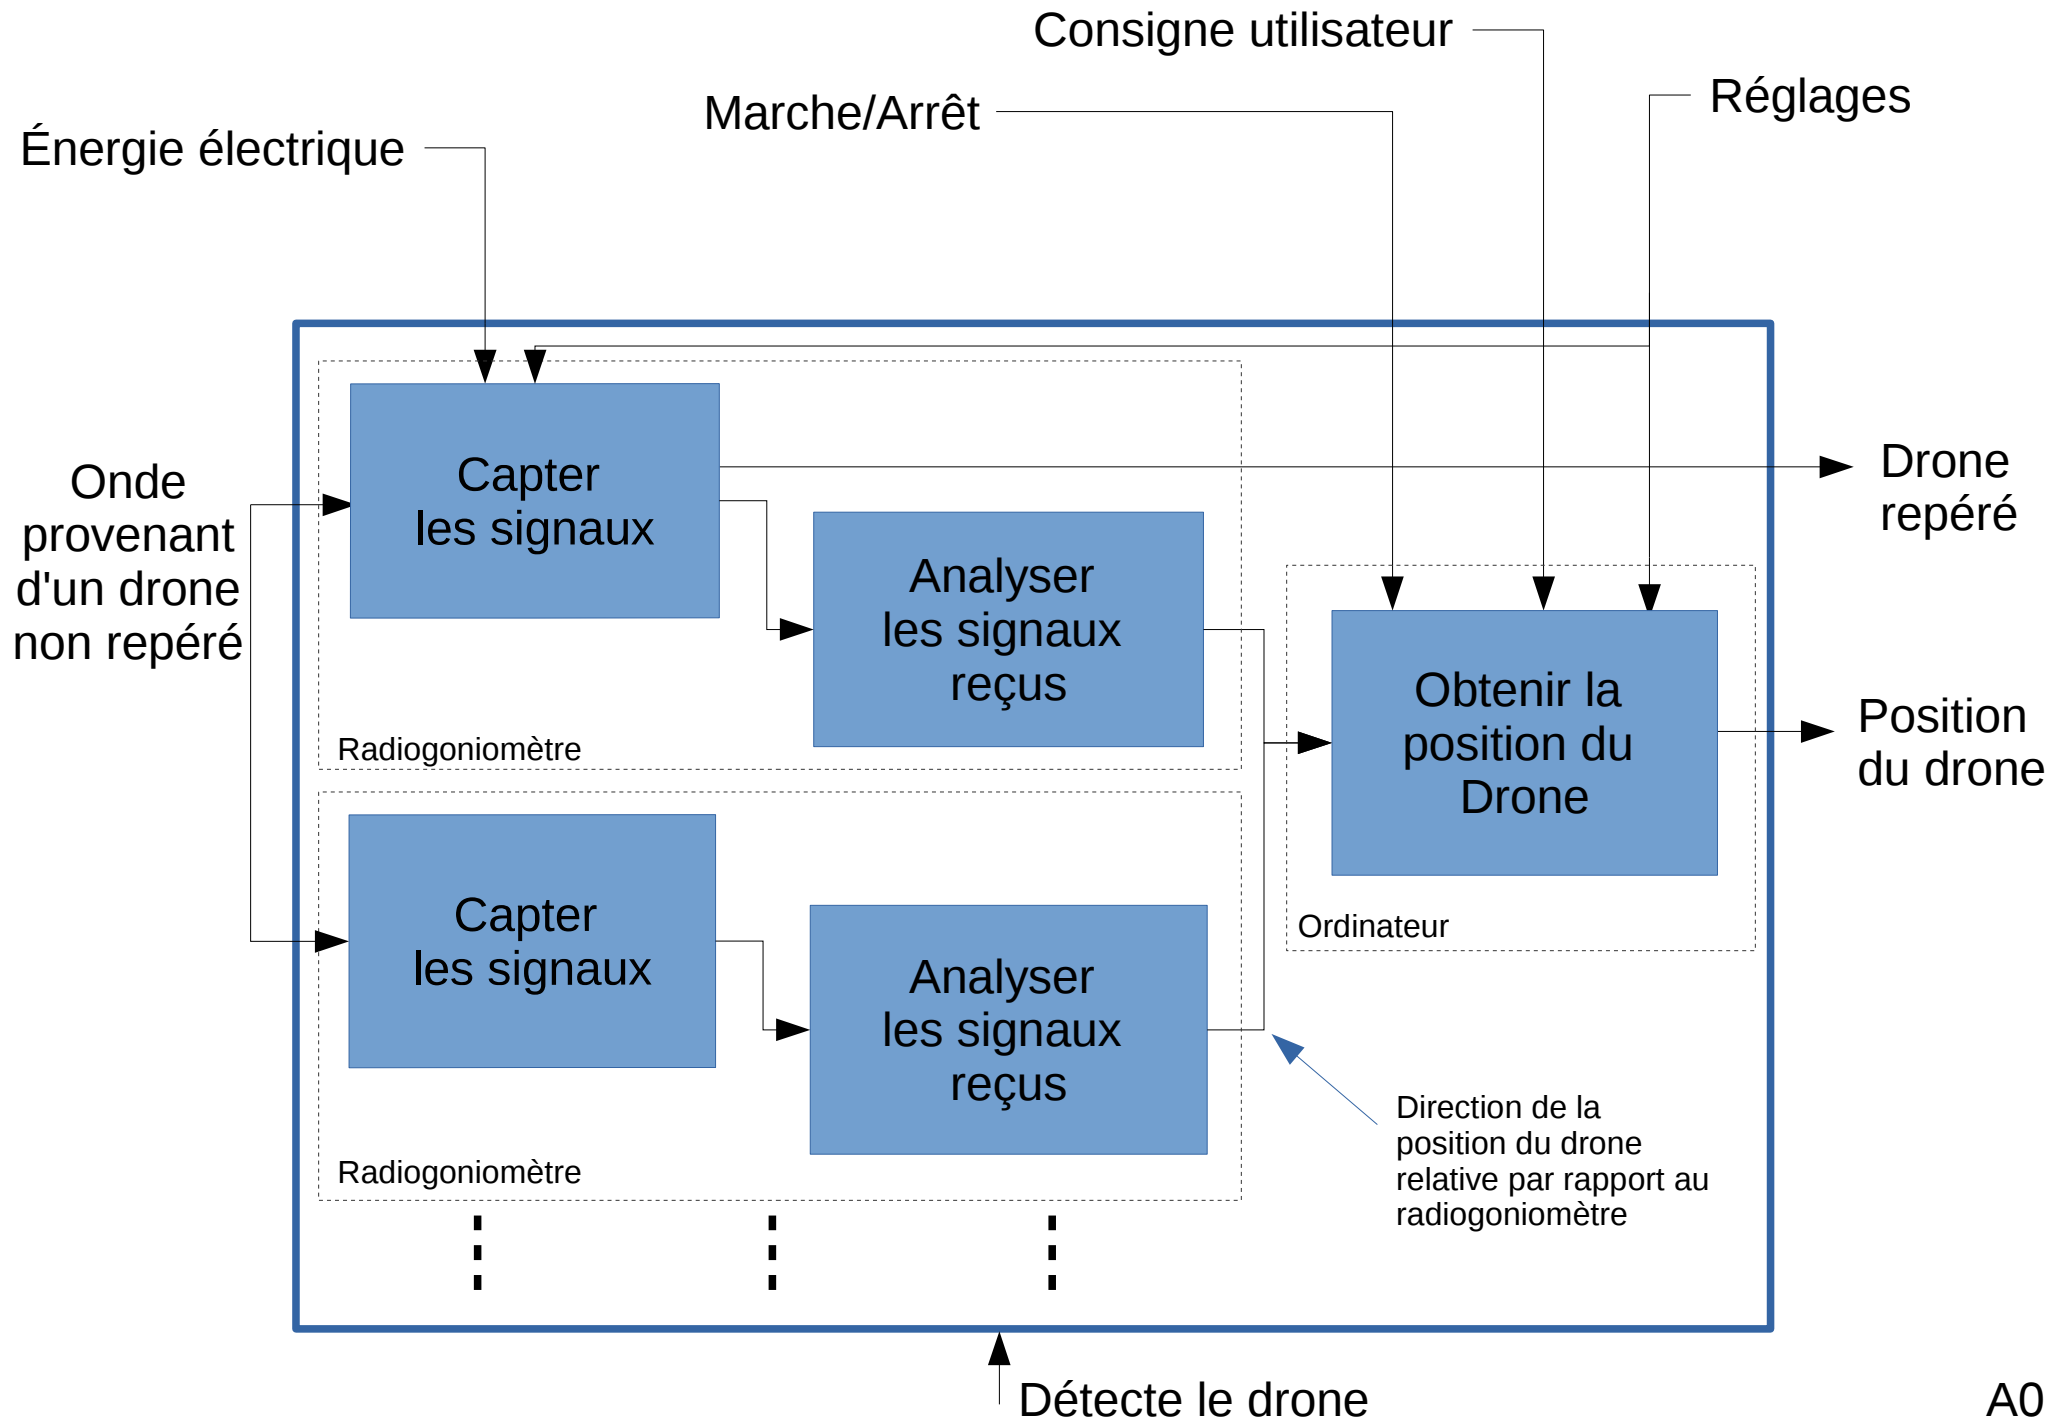 Consigne utilisateur
Marche/Arrêt
Réglages
Énergie électrique
Onde
provenant
d'un drone
non repéré
Capter
les signaux
Analyser
les signaux
reçus
Radiogoniomètre
Drone
repéré
Obtenir la
position du
Drone
Ordinateur
Position
du drone
Capter
les signaux
Analyser
les signaux
reçus
Radiogoniomètre
Direction de la
position du drone
relative par rapport au
radiogoniomètre
Détecte le drone
A0